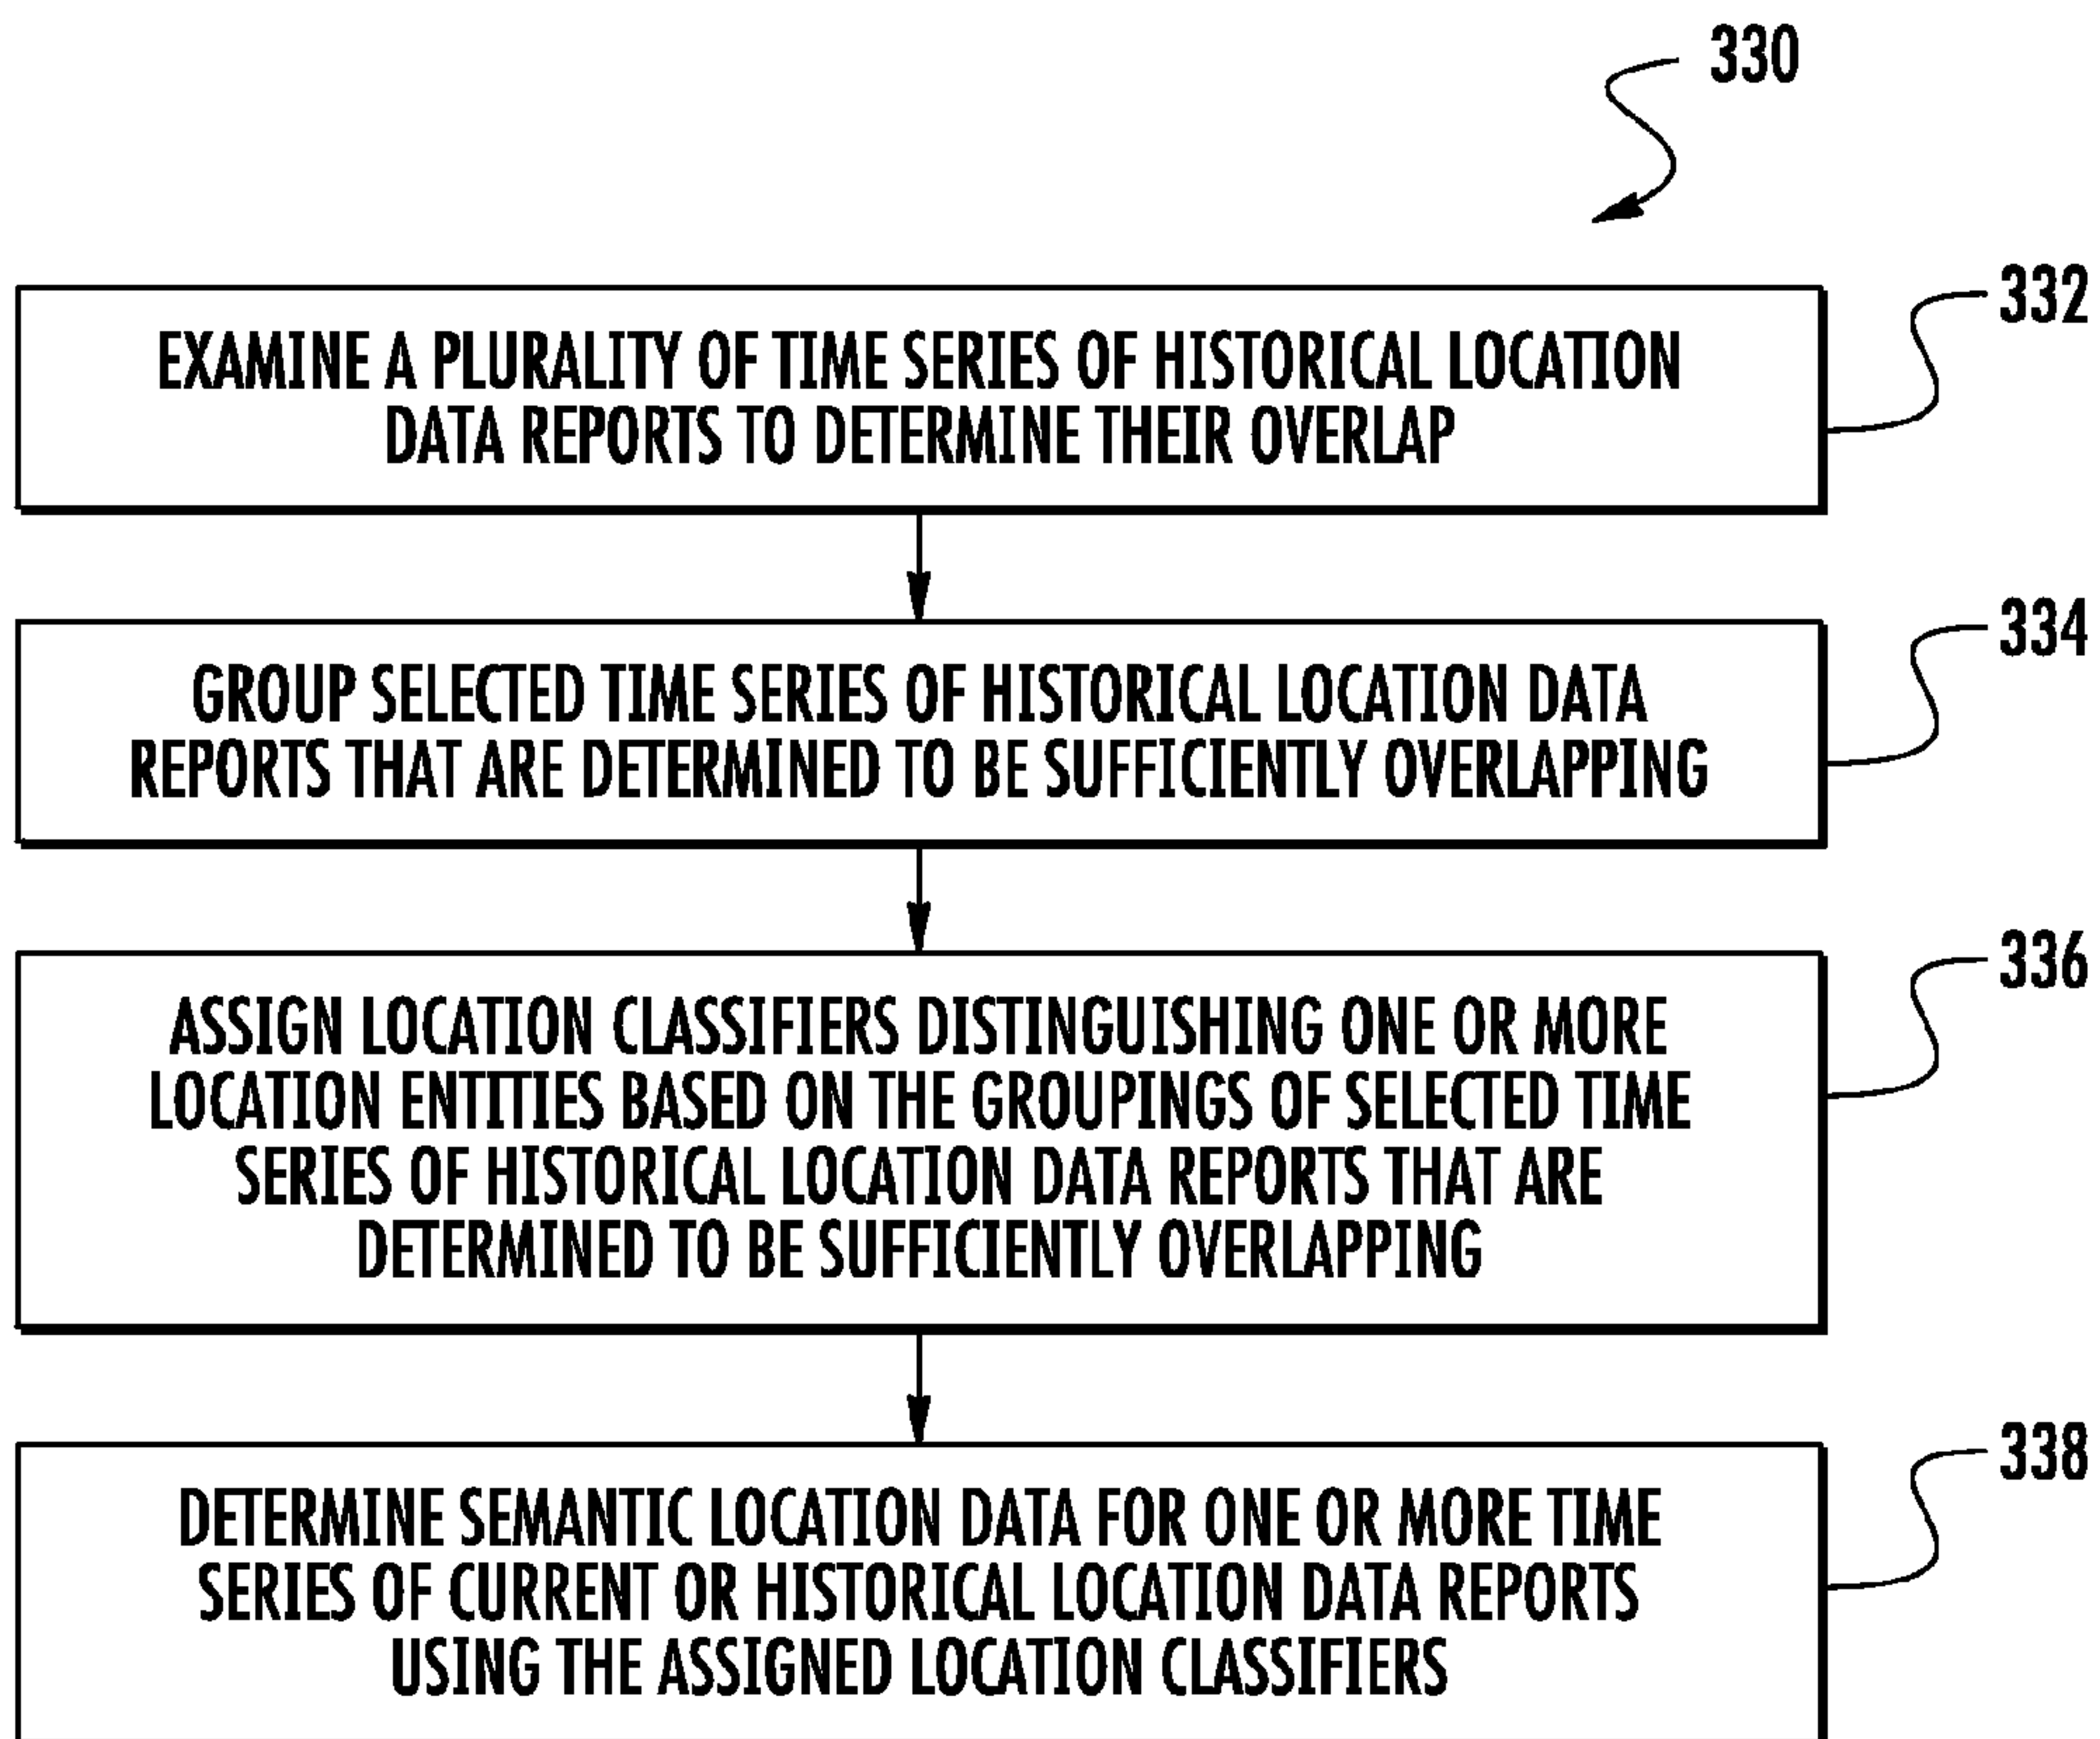 330
332
EXAMINE A PLURALITY OF TIME SERIES OF HISTORICAL LOCATION
DATA REPORTS TO DETERMINE THEIR OVERLAP
334
GROUP SELECTED TIME SERIES OF HISTORICAL LOCATION DATA
REPORTS THAT ARE DETERMINED TO BE SUFFICIENTLY OVERLAPPING
336
ASSIGN LOCATION CLASSIFIERS DISTINGUISHING ONE OR MORE
LOCATION ENTITIES BASED ON THE GROUPINGS OF SELECTED TIME
SERIES OF HISTORICAL LOCATION DATA REPORTS THAT ARE
DETERMINED TO BE SUFFICIENTLY OVERLAPPING
338
DETERMINE SEMANTIC LOCATION DATA FOR ONE OR MORE TIME
SERIES OF CURRENT OR HISTORICAL LOCATION DATA REPORTS
USING THE ASSIGNED LOCATION CLASSIFIERS